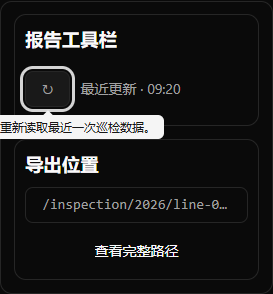 报告工具栏
↻ 最近更新 · 09:20
重新读取最近一次巡检数据。
导出位置
/inspection/2026/line-0…
查看完整路径